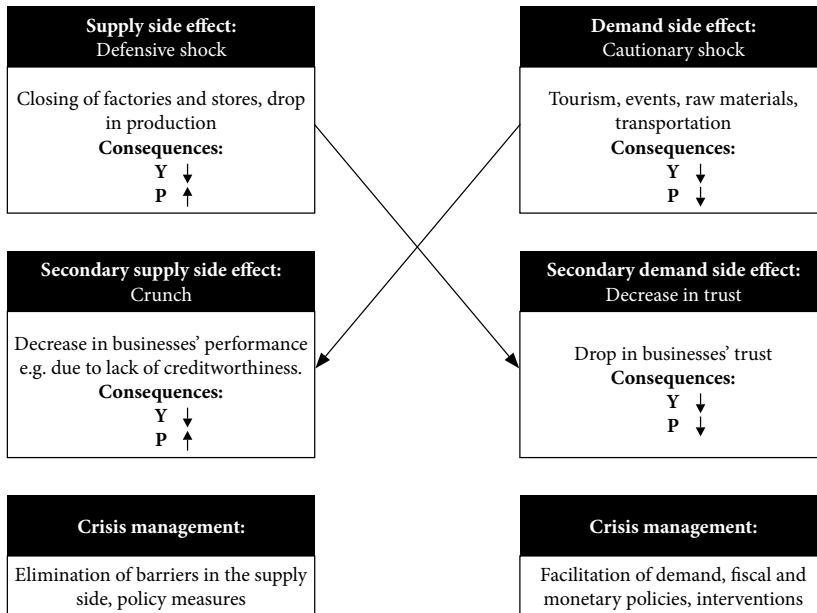 Supply side effect:
Defensive shock
Closing of factories and stores, drop
in production
Consequences:
Y
P
Demand side effect:
Cautionary shock
Tourism, events, raw materials,
transportation
Consequences:
Y
P
Secondary supply side effect:
Crunch
Decrease in businesses’ performance
e.g. due to lack of creditworthiness.
Consequences:
Y
P
Secondary demand side effect:
Decrease in trust
Drop in businesses’ trust
Consequences:
Y
P
Crisis management:
Elimination of barriers in the supply
side, policy measures
Crisis management:
Facilitation of demand, fiscal and
monetary policies, interventions